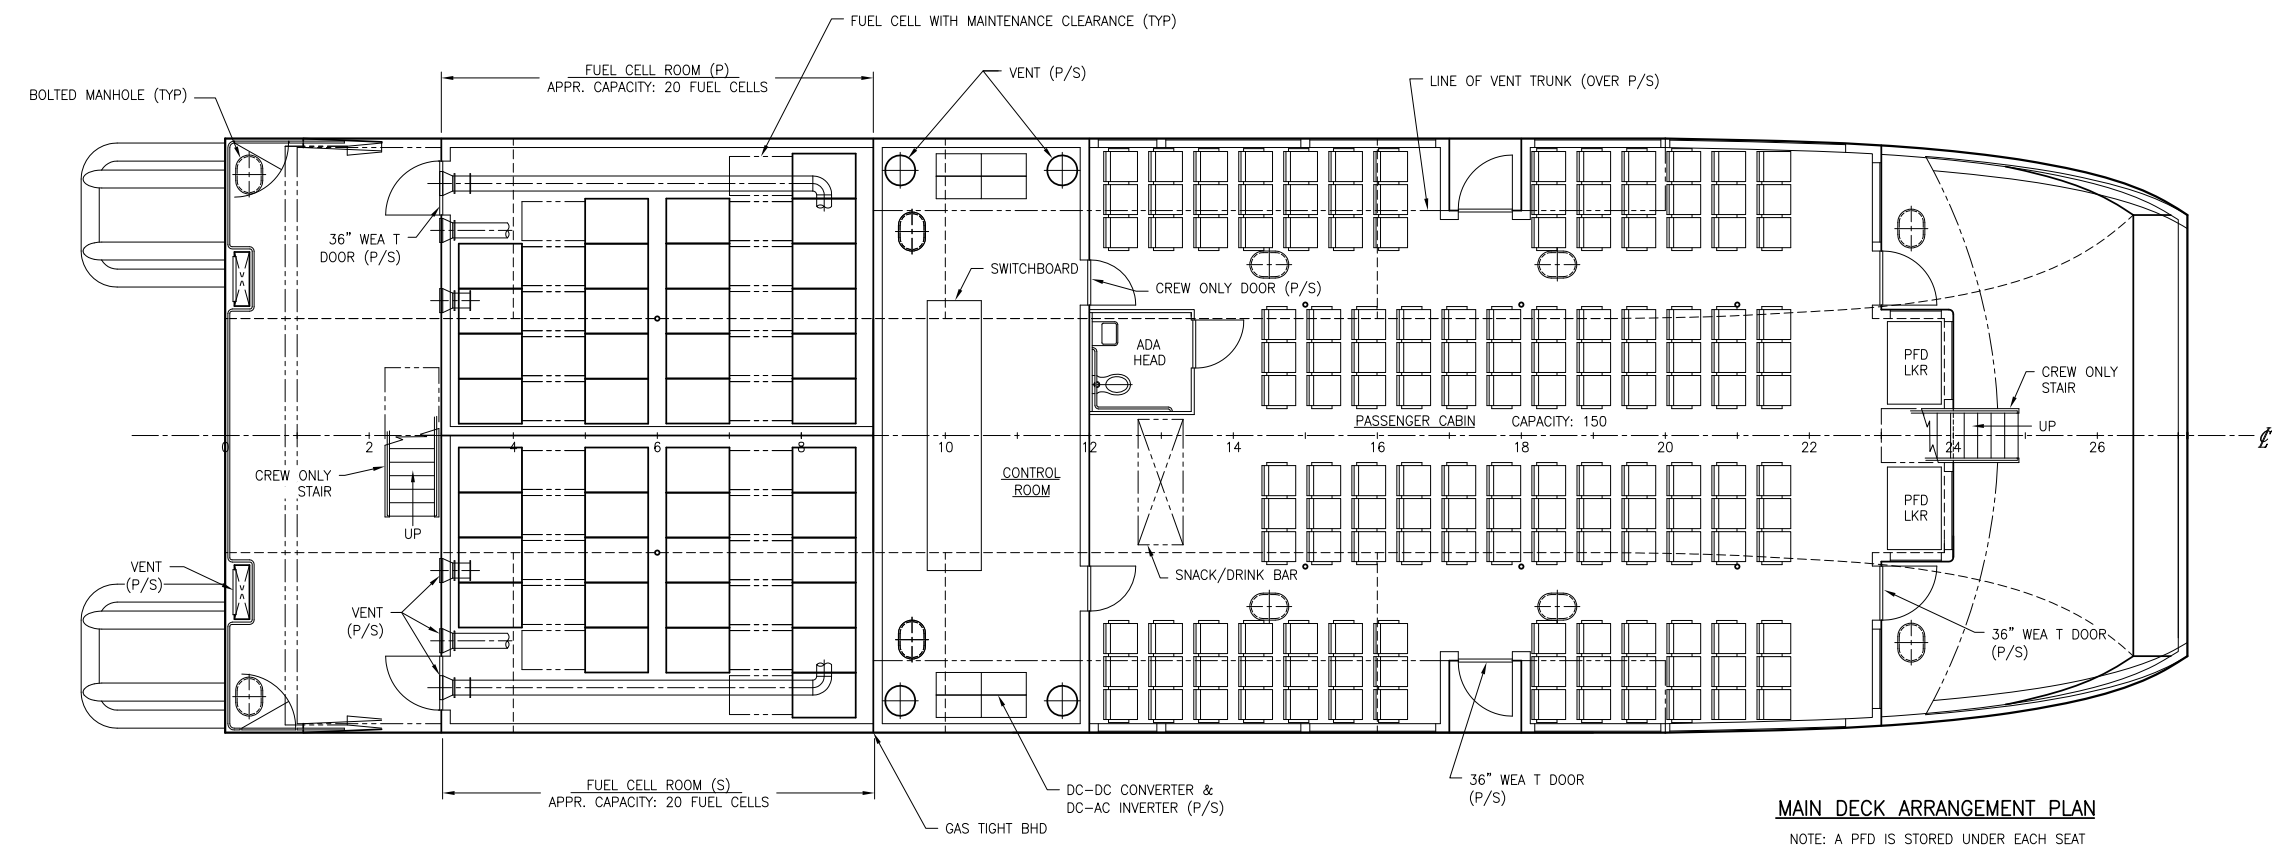 FUEL CELL WITH MAINTENANCE CLEARANCE (TYP)
FUEL CELL ROOM (P)
APPR. CAPACITY: 20 FUEL CELLS
VENT (P/S)
LINE OF VENT TRUNK (OVER P/S)
BOLTED MANHOLE (TYP)
36" WEA T
DOOR (P/S)
SWITCHBOARD
CREW ONLY DOOR (P/S)
ADA
HEAD
PFD
LKR
CREW ONLY
STAIR
PASSENGER CABIN CAPACITY: 150
UP
0 2 4 6 8 10 12 14 16 18 20 22 24 26
℄
CREW ONLY
STAIR
UP
CONTROL
ROOM
PFD
LKR
VENT
(P/S)
SNACK/DRINK BAR
VENT
(P/S)
36" WEA T DOOR
(P/S)
FUEL CELL ROOM (S)
APPR. CAPACITY: 20 FUEL CELLS
DC-DC CONVERTER &
DC-AC INVERTER (P/S)
36" WEA T DOOR
(P/S)
GAS TIGHT BHD
MAIN DECK ARRANGEMENT PLAN
NOTE: A PFD IS STORED UNDER EACH SEAT